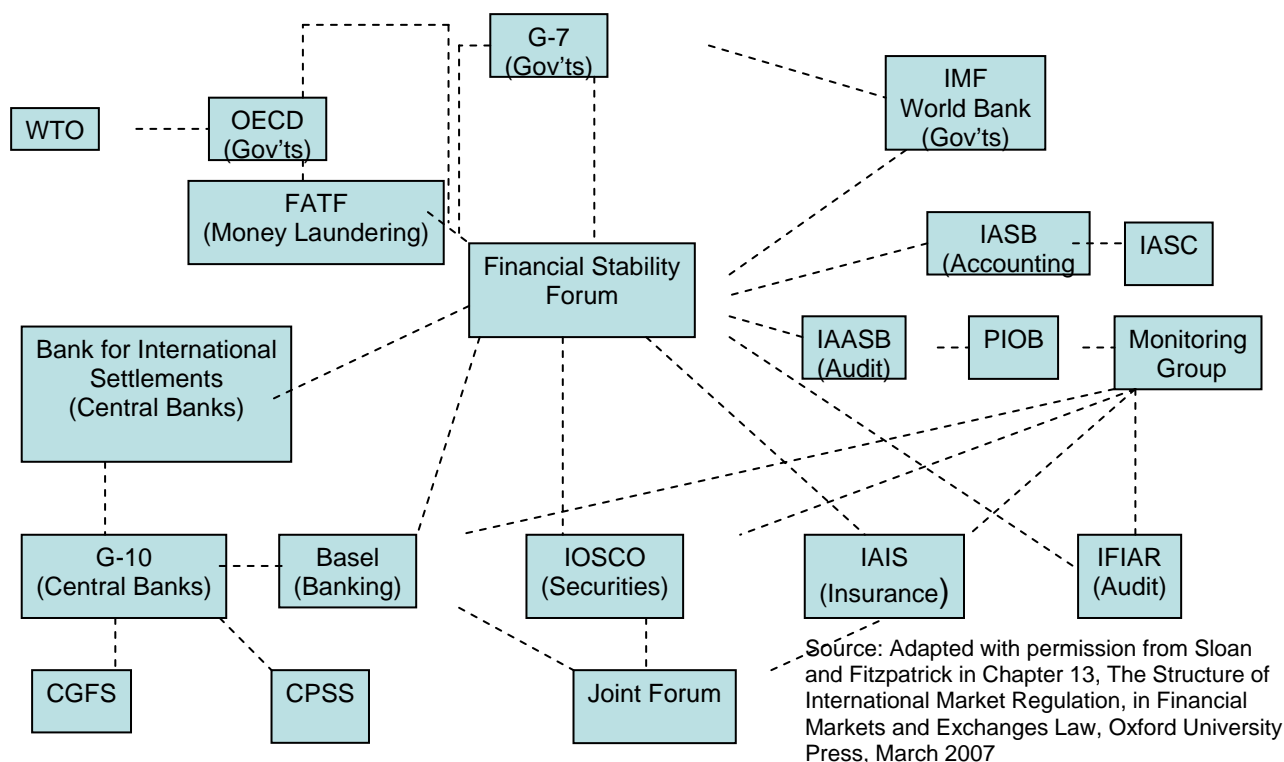 G-7
(Gov'ts)
IMF
World Bank
(Gov'ts)
WTO
OECD
(Gov'ts)
FATF
(Money Laundering)
Financial Stability
Forum
IASB
(Accounting
IASC
Bank for International
Settlements
(Central Banks)
IAASB
(Audit)
PIOB
Monitoring
Group
G-10
(Central Banks)
Basel
(Banking)
IOSCO
(Securities)
IAIS
(Insurance)
IFIAR
(Audit)
CGFS
CPSS
Joint Forum
Source: Adapted with permission from Sloan
and Fitzpatrick in Chapter 13, The Structure of
International Market Regulation, in Financial
Markets and Exchanges Law, Oxford University
Press, March 2007